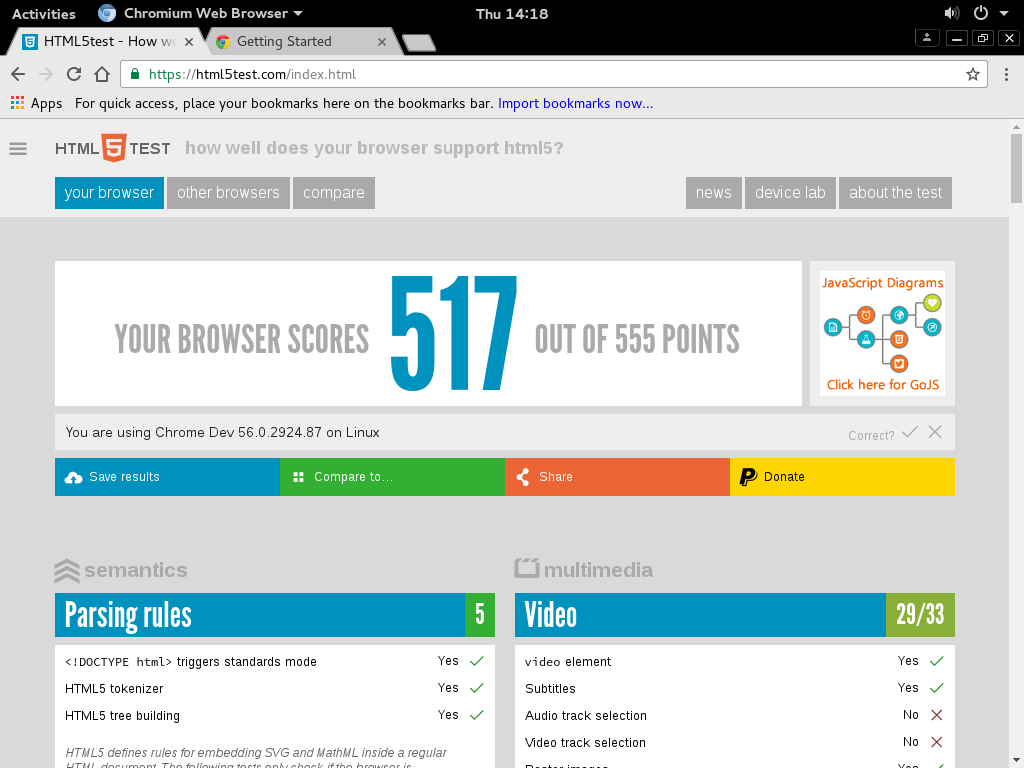 Activities Chromium Web Browser Thu 14:18
HTML5test - How we Getting Started
https://html5test.com/index.html
Apps For quick access, place your bookmarks here on the bookmarks bar. Import bookmarks now...
HTML 5 TEST how well does your browser support html5?
your browser other browsers compare news device lab about the test
YOUR BROWSER SCORES 517 OUT OF 555 POINTS
JavaScript Diagrams
Click here for GoJS
You are using Chrome Dev 56.0.2924.87 on Linux Correct?
Save results Compare to... Share Donate
semantics
Parsing rules 5
<!DOCTYPE html> triggers standards mode Yes
HTML5 tokenizer Yes
HTML5 tree building Yes
HTML5 defines rules for embedding SVG and MathML inside a regular
HTML document. The following tests only check if the browser is
multimedia
Video 29/33
video element Yes
Subtitles Yes
Audio track selection No
Video track selection No
Poster images Yes